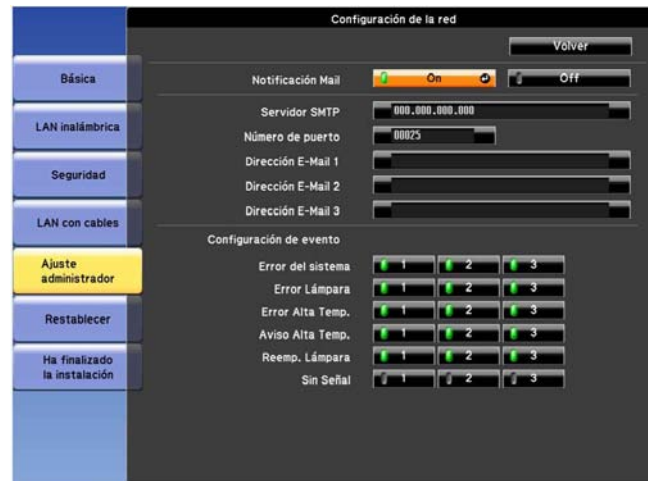 Configuración de la red
Volver
Básica
LAN inalámbrica
Seguridad
LAN con cables
Ajuste
administrador
Restablecer
Ha finalizado
la instalación
Notificación Mail On Off
Servidor SMTP 000.000.000.000
Número de puerto 00025
Dirección E-Mail 1
Dirección E-Mail 2
Dirección E-Mail 3
Configuración de evento
Error del sistema 1 2 3
Error Lámpara 1 2 3
Error Alta Temp. 1 2 3
Aviso Alta Temp. 1 2 3
Reemp. Lámpara 1 2 3
Sin Señal 1 2 3